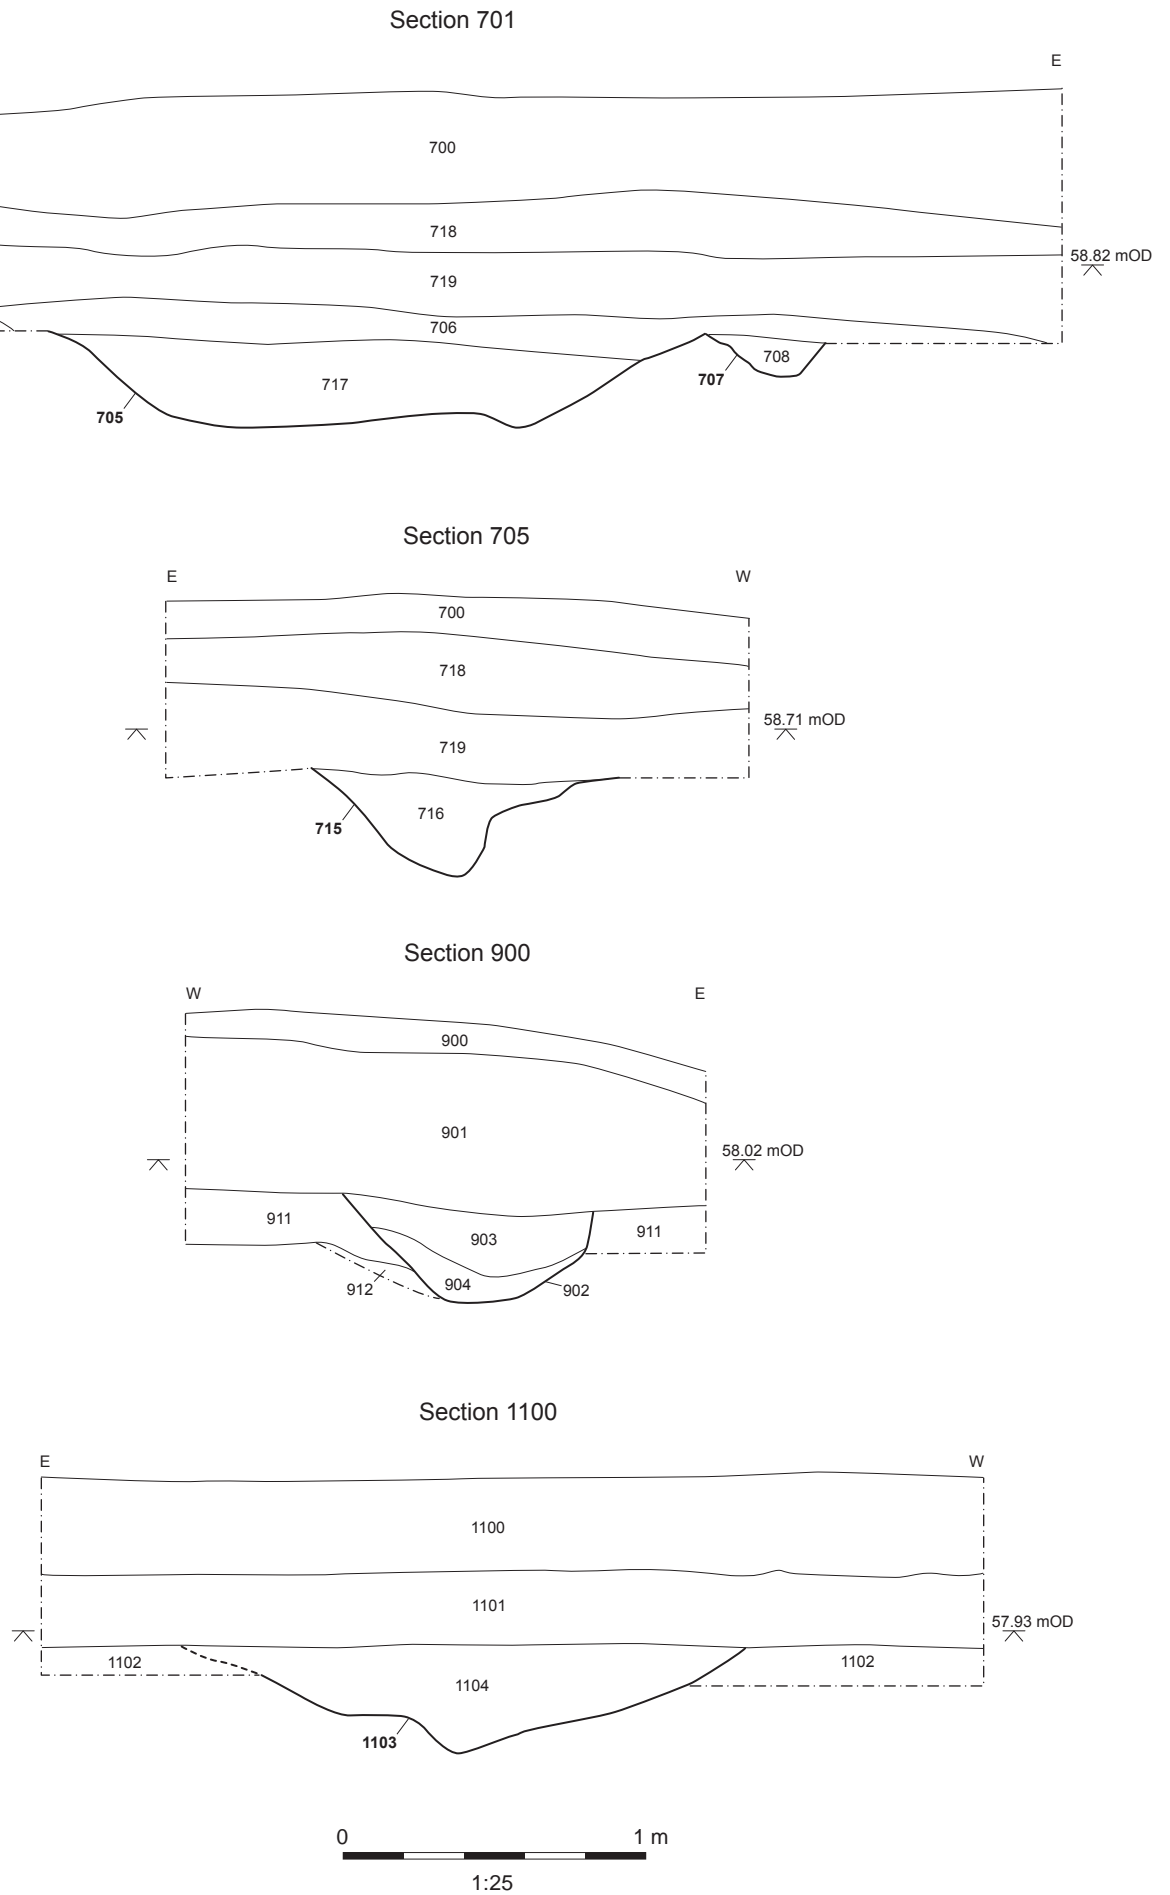 Section 701
E
700
718
58.82 mOD
719
706
708
707
717
705
Section 705
E W
700
718
58.71 mOD
719
716
715
Section 900
W E
900
901
58.02 mOD
911
911
903
904
912
902
Section 1100
E W
1100
1101
57.93 mOD
1102
1102
1104
1103
0 1 m
1:25